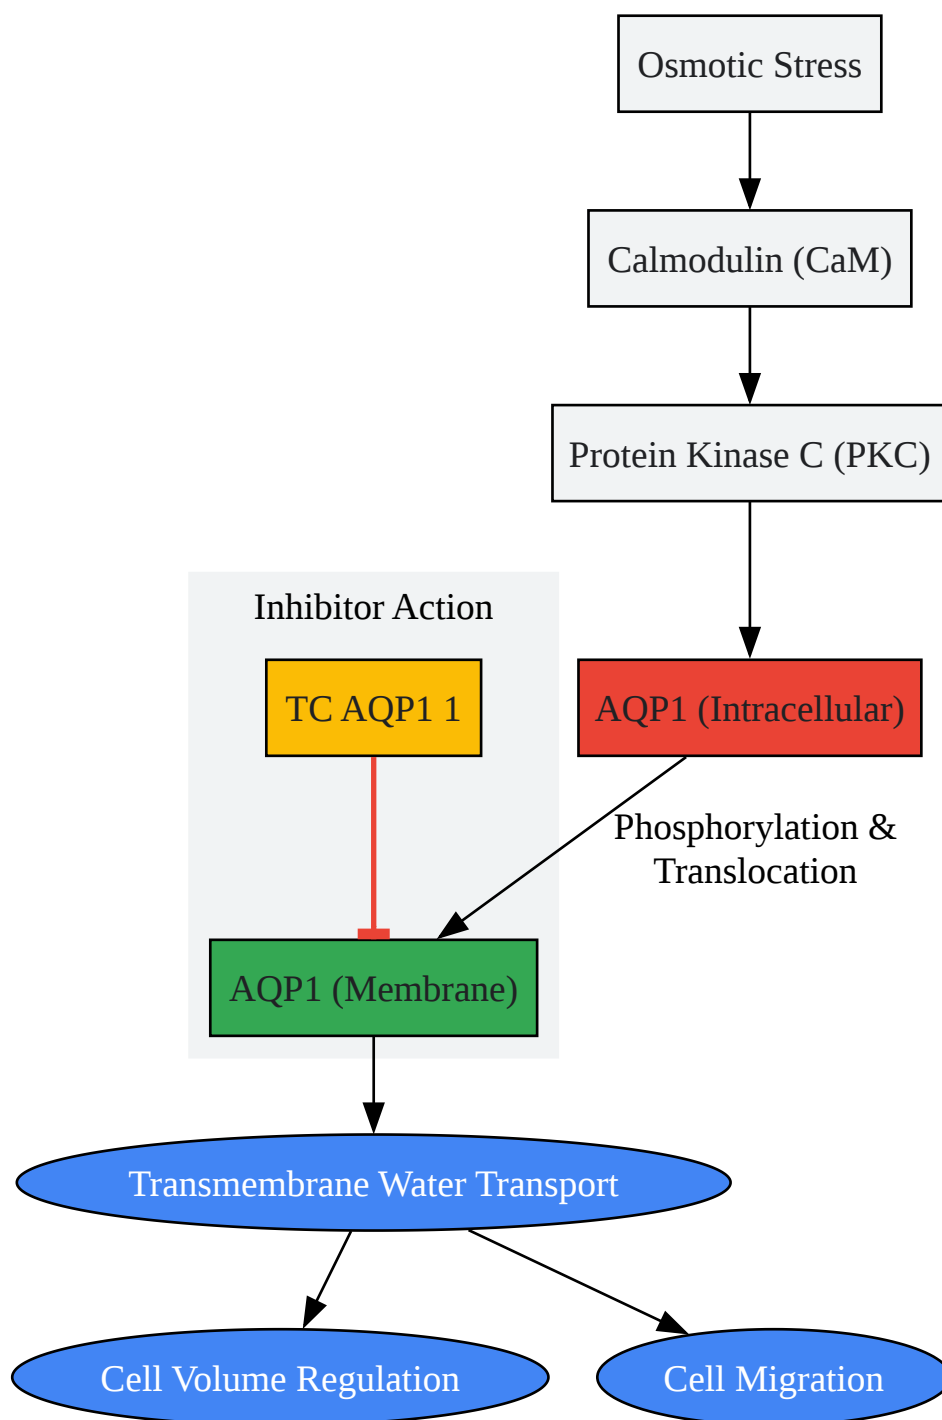 Osmotic Stress
Calmodulin (CaM)
Protein Kinase C (PKC)
Inhibitor Action
TC AQP1 1
AQP1 (Intracellular)
Phosphorylation &
Translocation
AQP1 (Membrane)
Transmembrane Water Transport
Cell Volume Regulation
Cell Migration